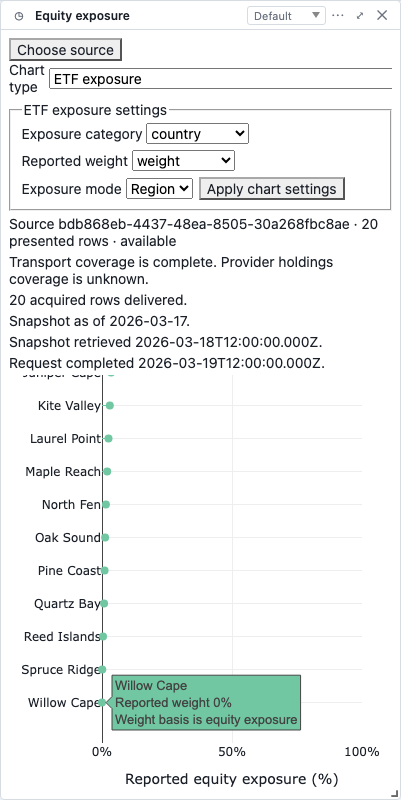 Equity exposure
Default
Choose source
Chart type
ETF exposure
ETF exposure settings
Exposure category country
Reported weight weight
Exposure mode Region Apply chart settings
Source bdb868eb-4437-48ea-8505-30a268fbc8ae · 20
presented rows · available
Transport coverage is complete. Provider holdings
coverage is unknown.
20 acquired rows delivered.
Snapshot as of 2026-03-17.
Snapshot retrieved 2026-03-18T12:00:00.000Z.
Request completed 2026-03-19T12:00:00.000Z.
Juniper Cape
Kite Valley
Laurel Point
Maple Reach
North Fen
Oak Sound
Pine Coast
Quartz Bay
Reed Islands
Spruce Ridge
Willow Cape
Willow Cape
Reported weight 0%
Weight basis is equity exposure
0% 50% 100%
Reported equity exposure (%)